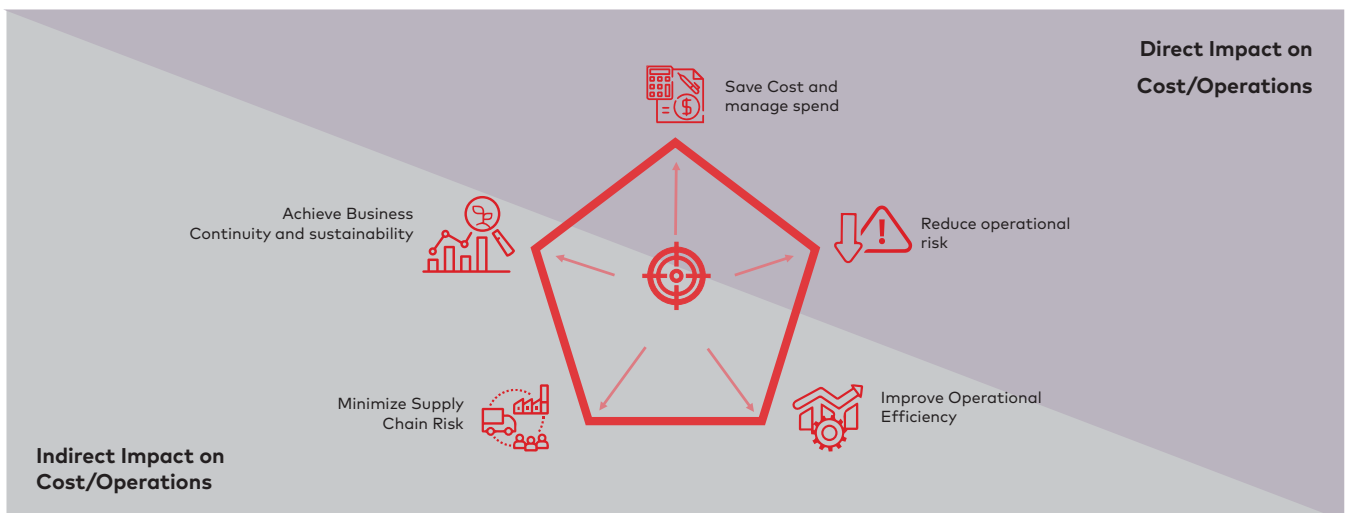 Direct Impact on
Cost/Operations
Save Cost and
manage spend
Achieve Business
Continuity and sustainability
Reduce operational
risk
Minimize Supply
Chain Risk
Improve Operational
Efficiency
Indirect Impact on
Cost/Operations